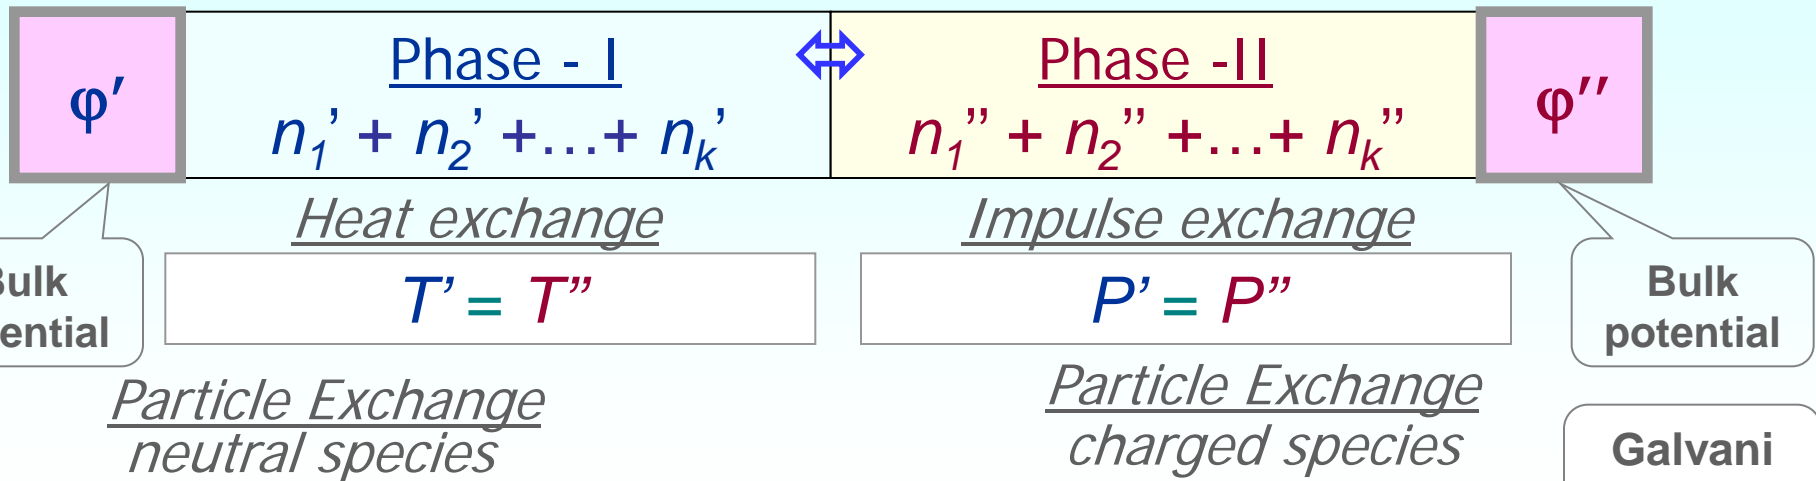 φ′
Phase - I
n₁’ + n₂’ +…+ nₖ’
Phase -II
n₁” + n₂” +…+ nₖ”
φ′′
Heat exchange
Impulse exchange
T’ = T”
P’ = P”
Bulk
potential
Particle Exchange
neutral species
Particle Exchange
charged species
Galvani